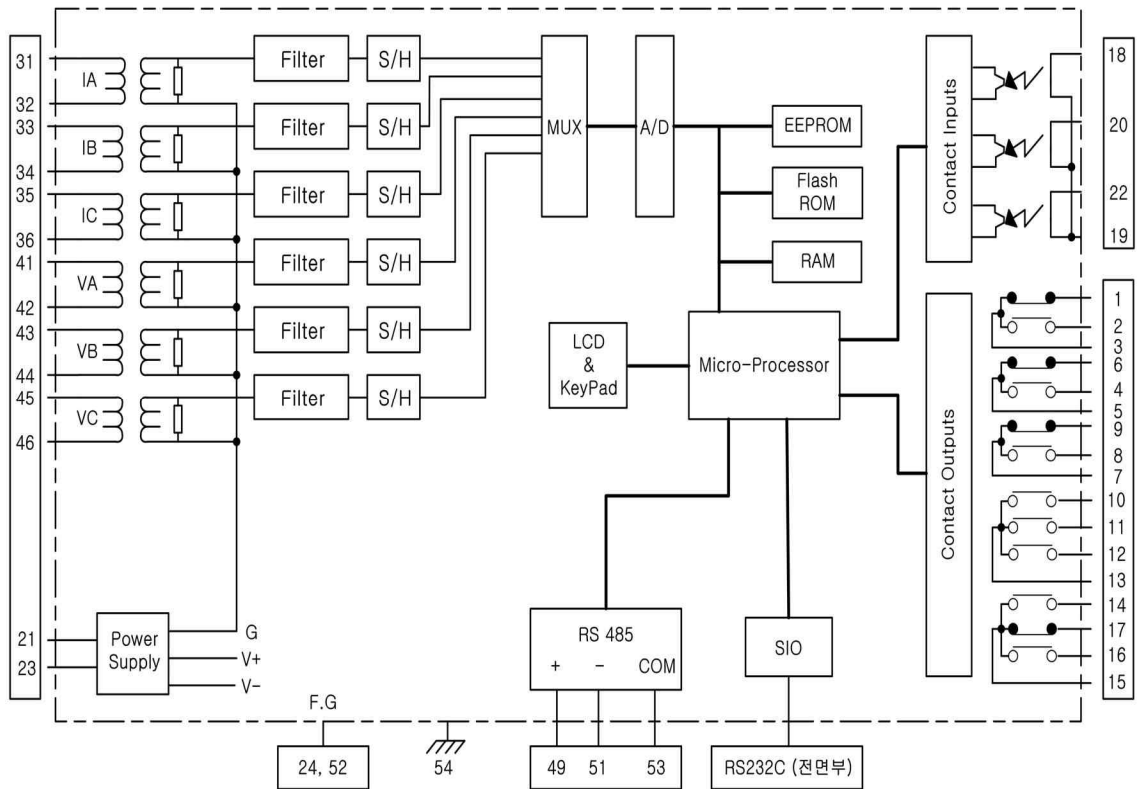 31
IA
32
33
IB
34
35
IC
36
41
VA
42
43
VB
44
45
VC
46
Filter S/H
Filter S/H
Filter S/H
Filter S/H
Filter S/H
Filter S/H
MUX
A/D
EEPROM
Flash
ROM
RAM
LCD
&
KeyPad
Micro-Processor
Contact Inputs
18
20
22
19
Contact Outputs
1
2
3
6
4
5
9
8
7
10
11
12
13
14
17
16
15
21
23
Power
Supply
G
V+
V-
RS 485
+ - COM
SIO
F.G
24, 52
54
49 51 53
RS232C (전면부)